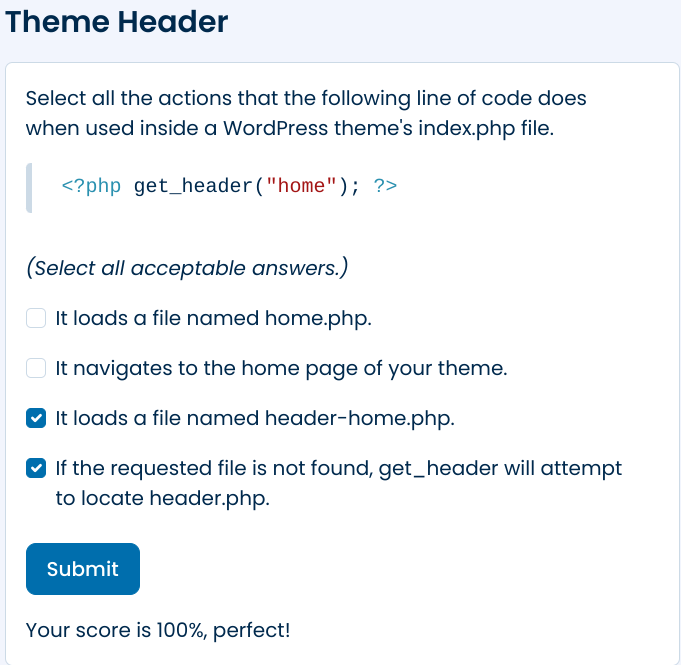 Theme Header
Select all the actions that the following line of code does
when used inside a WordPress theme's index.php file.
<?php get_header("home"); ?>
(Select all acceptable answers.)
It loads a file named home.php.
It navigates to the home page of your theme.
It loads a file named header-home.php.
If the requested file is not found, get_header will attempt
to locate header.php.
Submit
Your score is 100%, perfect!